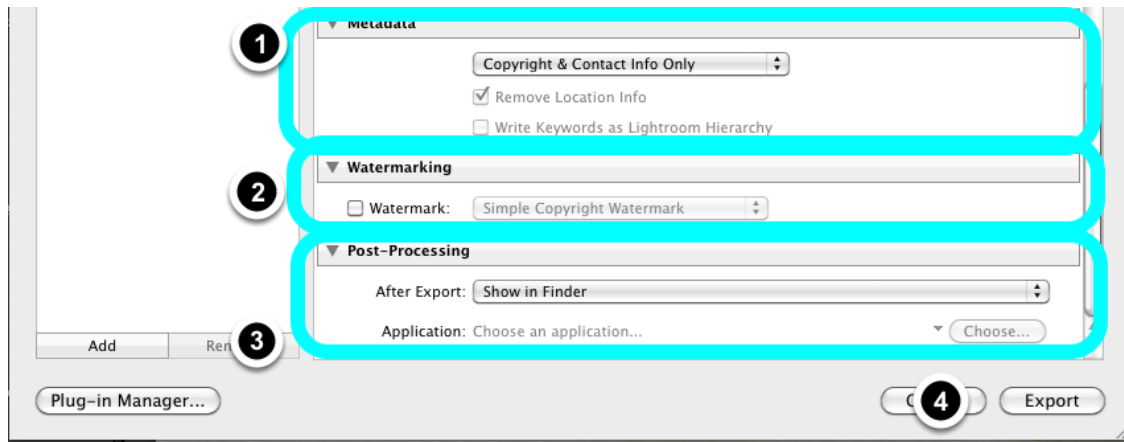 1
Metadata
Copyright & Contact Info Only
Remove Location Info
Write Keywords as Lightroom Hierarchy
2
Watermarking
Watermark: Simple Copyright Watermark
3
Post-Processing
After Export: Show in Finder
Application: Choose an application... Choose...
Add
Plug-in Manager...
4
Export